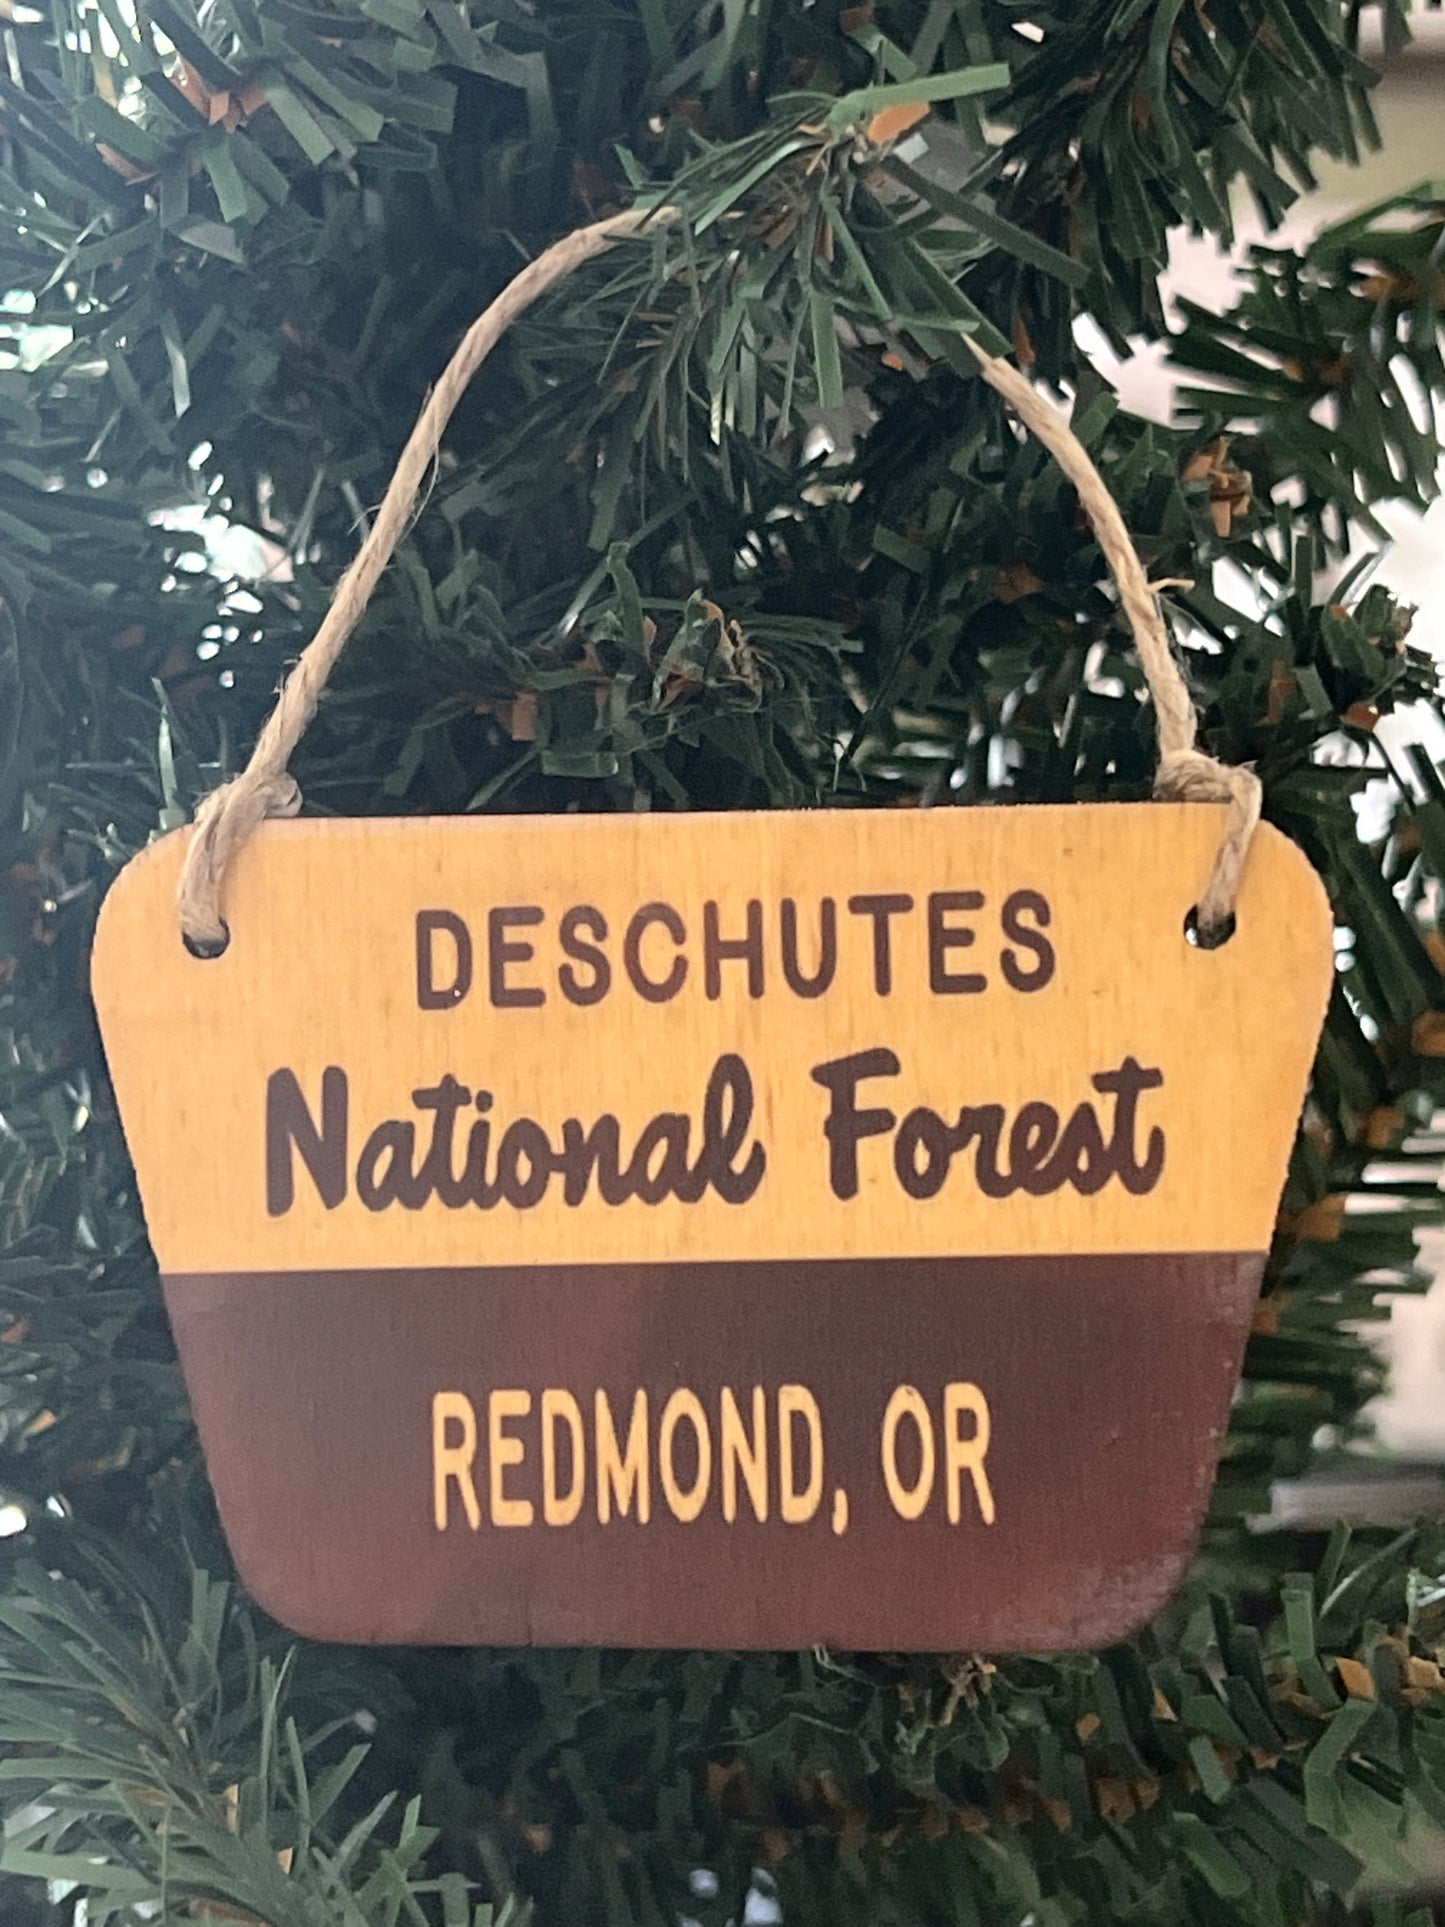 DESCHUTES
National Forest
REDMOND, OR